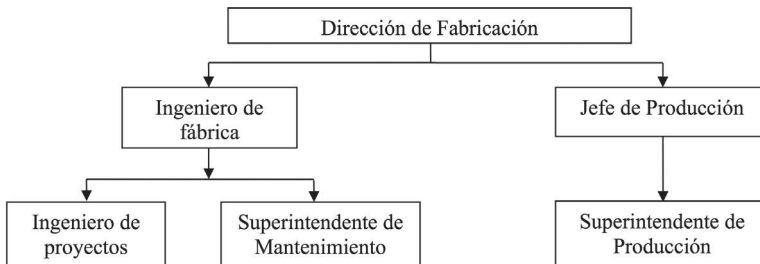 Dirección de Fabricación
Ingeniero de
fábrica
Jefe de Producción
Ingeniero de
proyectos
Superintendente de
Mantenimiento
Superintendente de
Producción